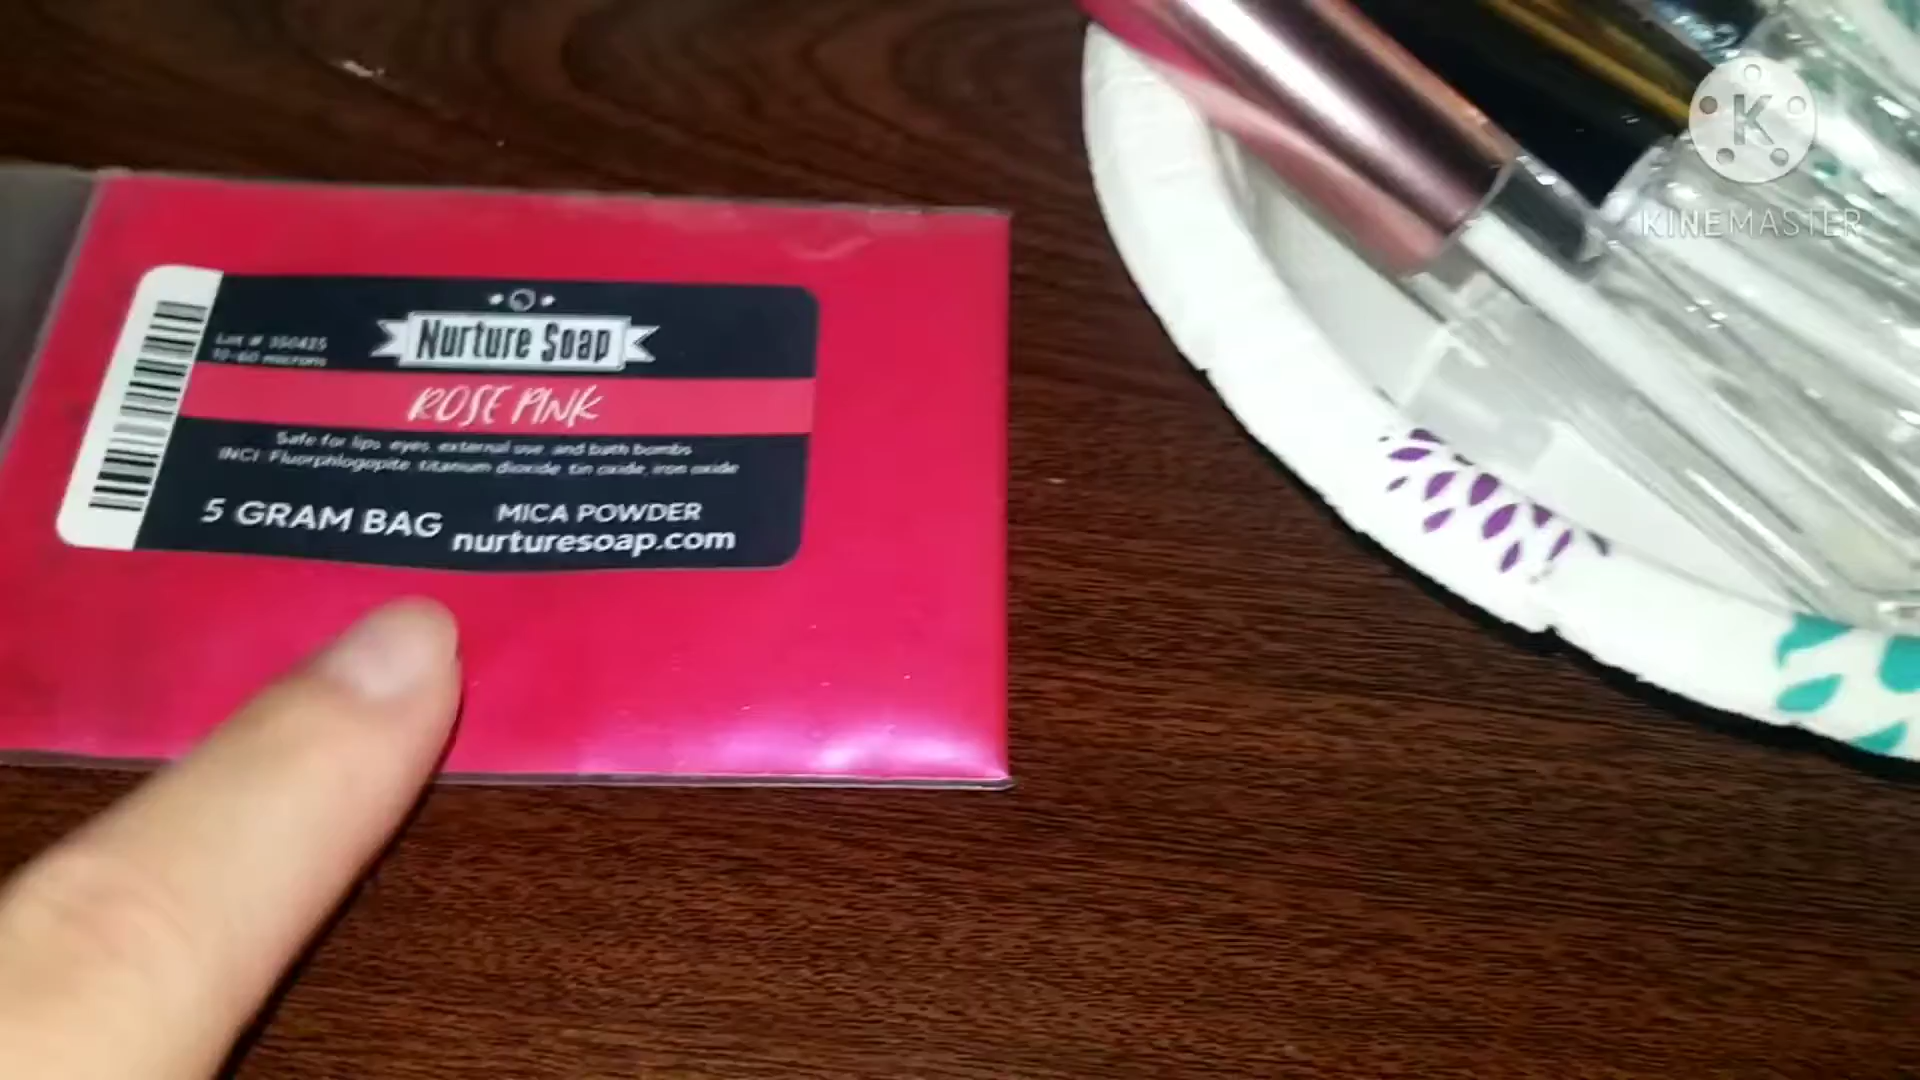 Nurture Soap
Lot # 350425
10-60 microns
ROSE PINK
Safe for lips, eyes, external use, and bath bombs
INCI: Fluorphlogopite, titanium dioxide, tin oxide, iron oxide
5 GRAM BAG
MICA POWDER
nurturesoap.com
K
KINEMASTER